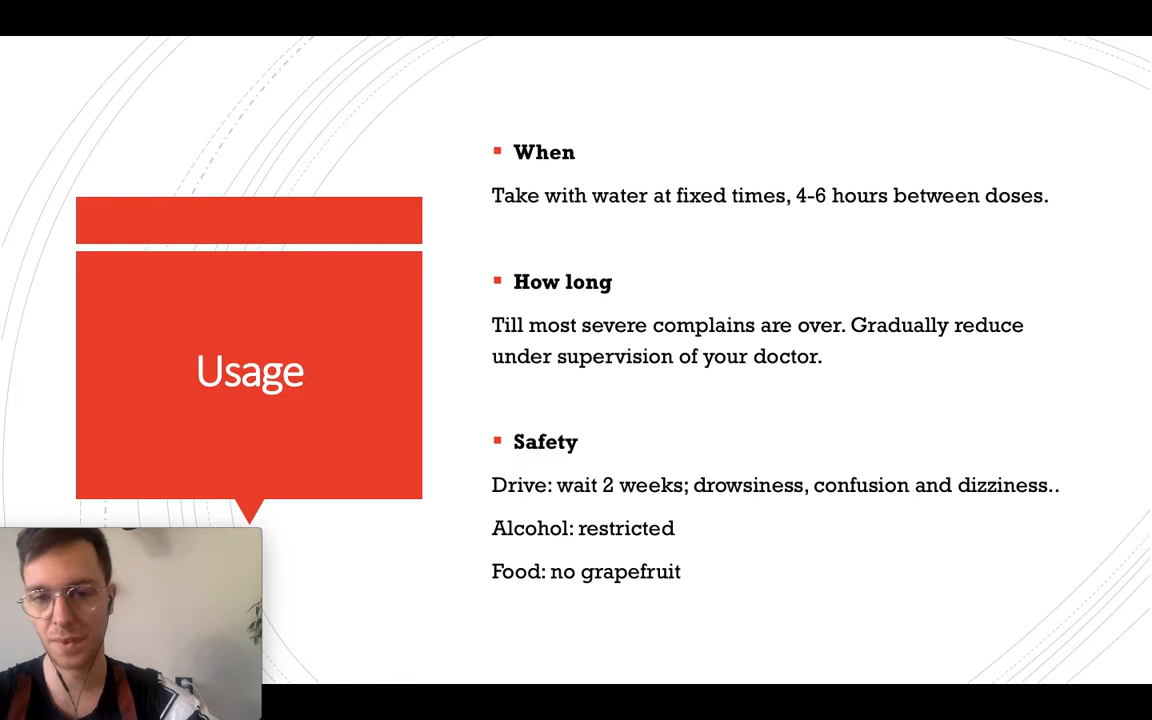 Usage
When
Take with water at fixed times, 4-6 hours between doses.
How long
Till most severe complains are over. Gradually reduce
under supervision of your doctor.
Safety
Drive: wait 2 weeks; drowsiness, confusion and dizziness..
Alcohol: restricted
Food: no grapefruit